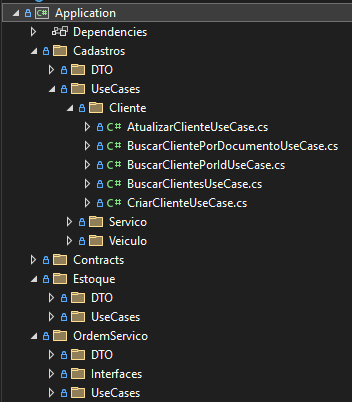 C# Application
Dependencies
Cadastros
DTO
UseCases
Cliente
C# AtualizarClienteUseCase.cs
C# BuscarClientePorDocumentoUseCase.cs
C# BuscarClientePorIdUseCase.cs
C# BuscarClientesUseCase.cs
C# CriarClienteUseCase.cs
Servico
Veiculo
Contracts
Estoque
DTO
UseCases
OrdemServico
DTO
Interfaces
UseCases